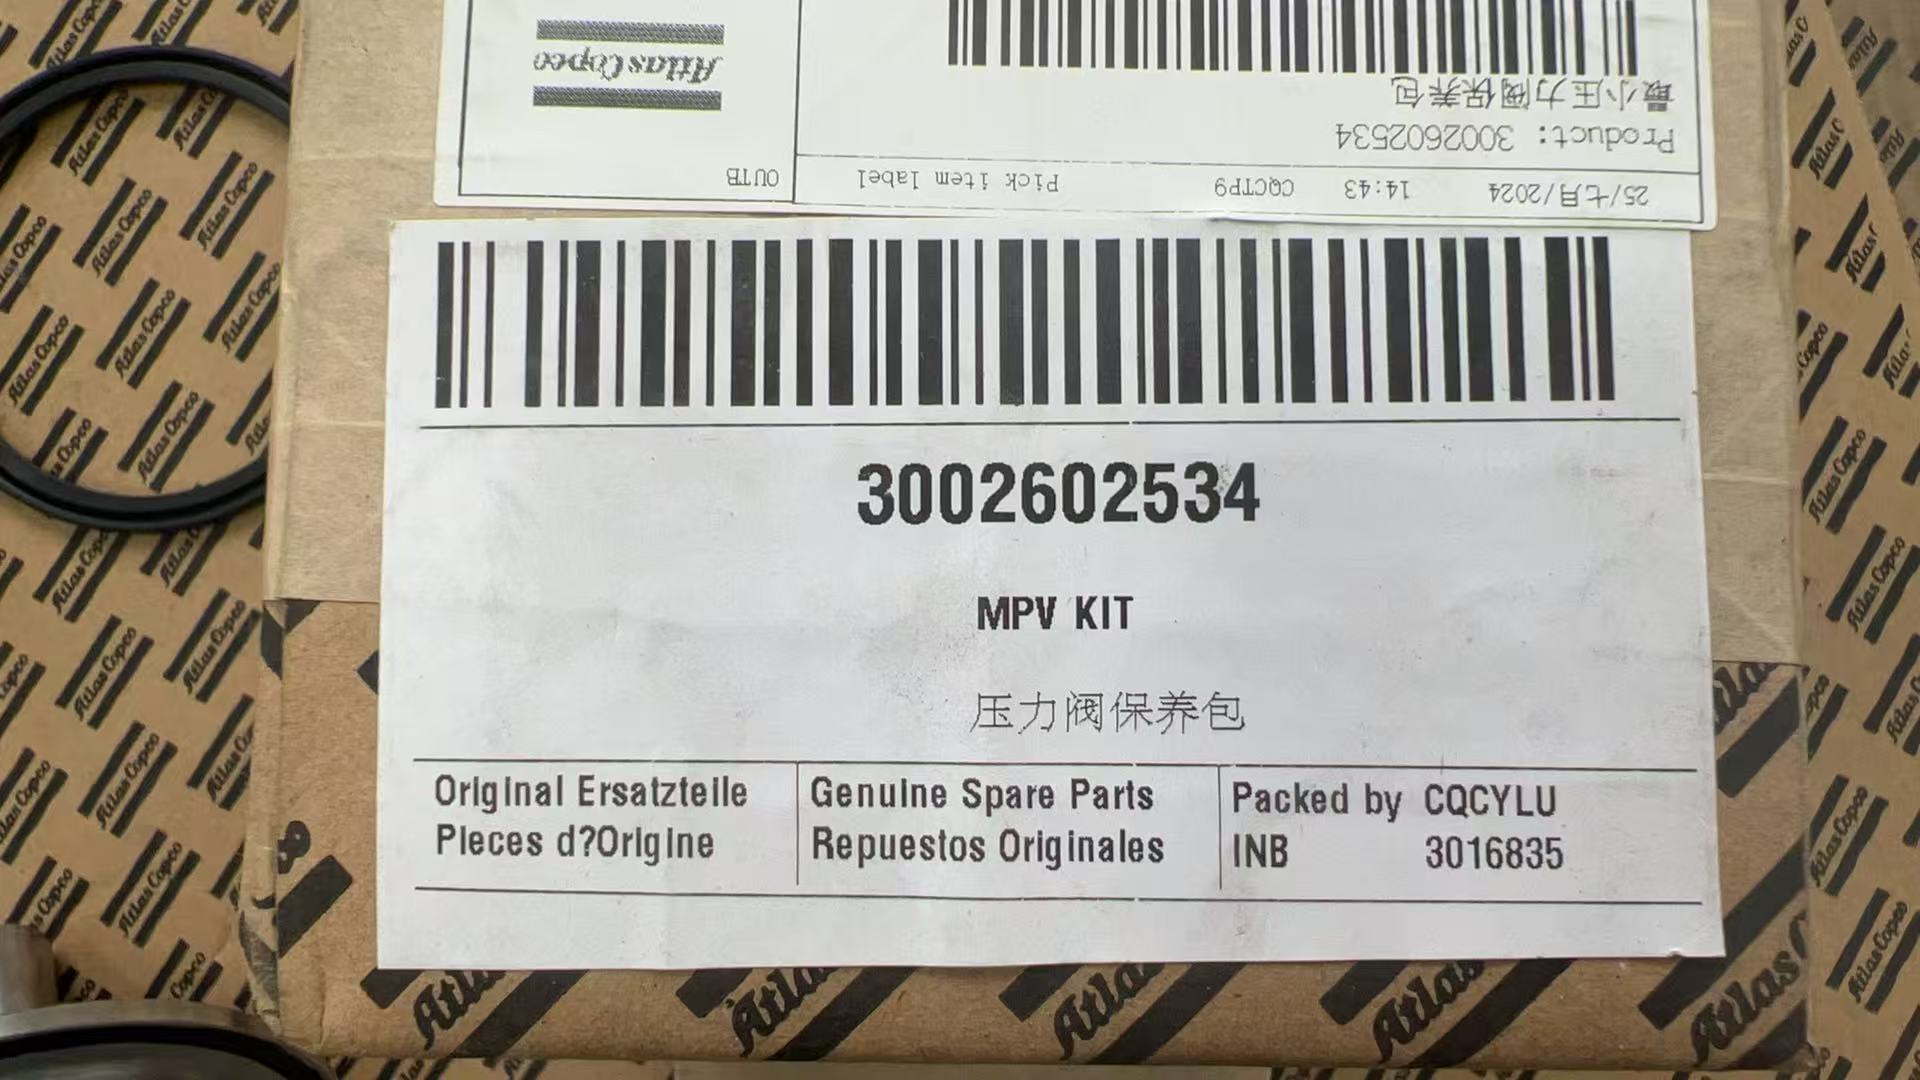 Atlas Copco
最小压力阀保养包
Product: 3002602534
25/七月/2024 14:43 CQCTP9 Pick item label OUTB
3002602534
MPV KIT
压力阀保养包
Original Ersatzteile
Pieces d?Origine
Genuine Spare Parts
Repuestos Originales
Packed by CQCYLU
INB 3016835
Atlas Copco